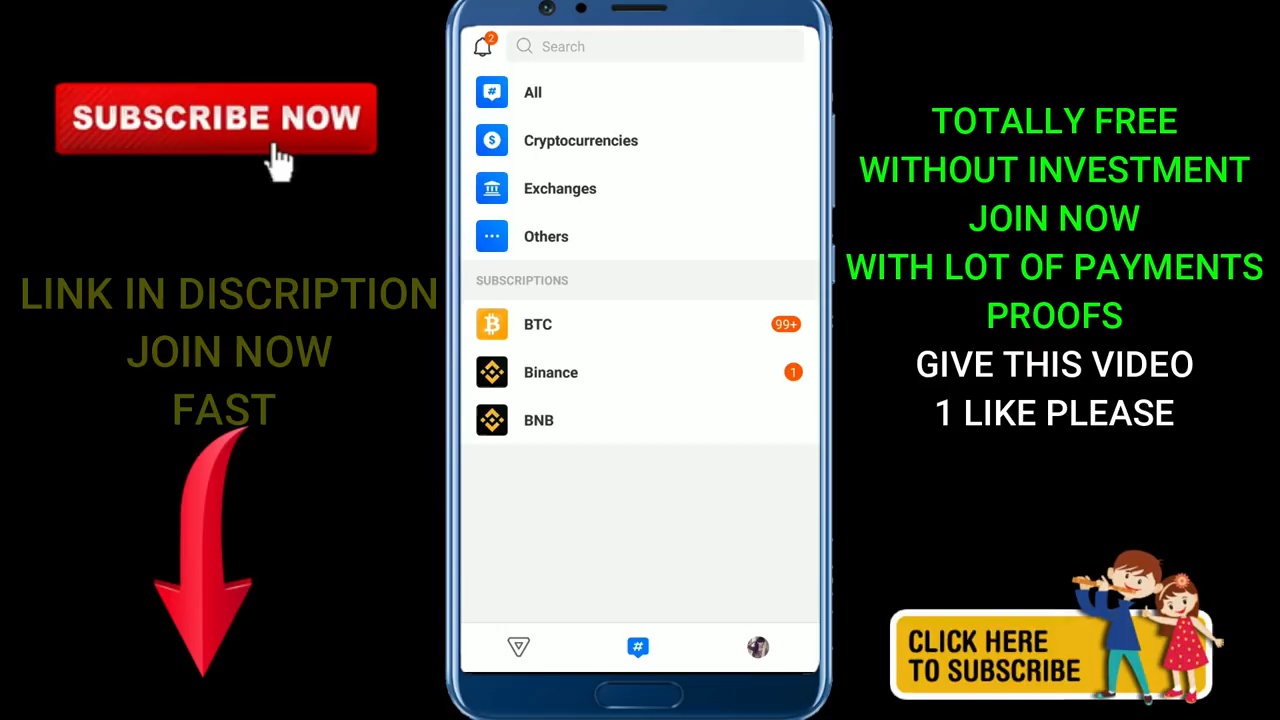 SUBSCRIBE NOW
LINK IN DISCRIPTION
JOIN NOW
FAST
2
Search
All
Cryptocurrencies
Exchanges
Others
SUBSCRIPTIONS
BTC 99+
Binance 1
BNB
TOTALLY FREE
WITHOUT INVESTMENT
JOIN NOW
WITH LOT OF PAYMENTS
PROOFS
GIVE THIS VIDEO
1 LIKE PLEASE
CLICK HERE
TO SUBSCRIBE